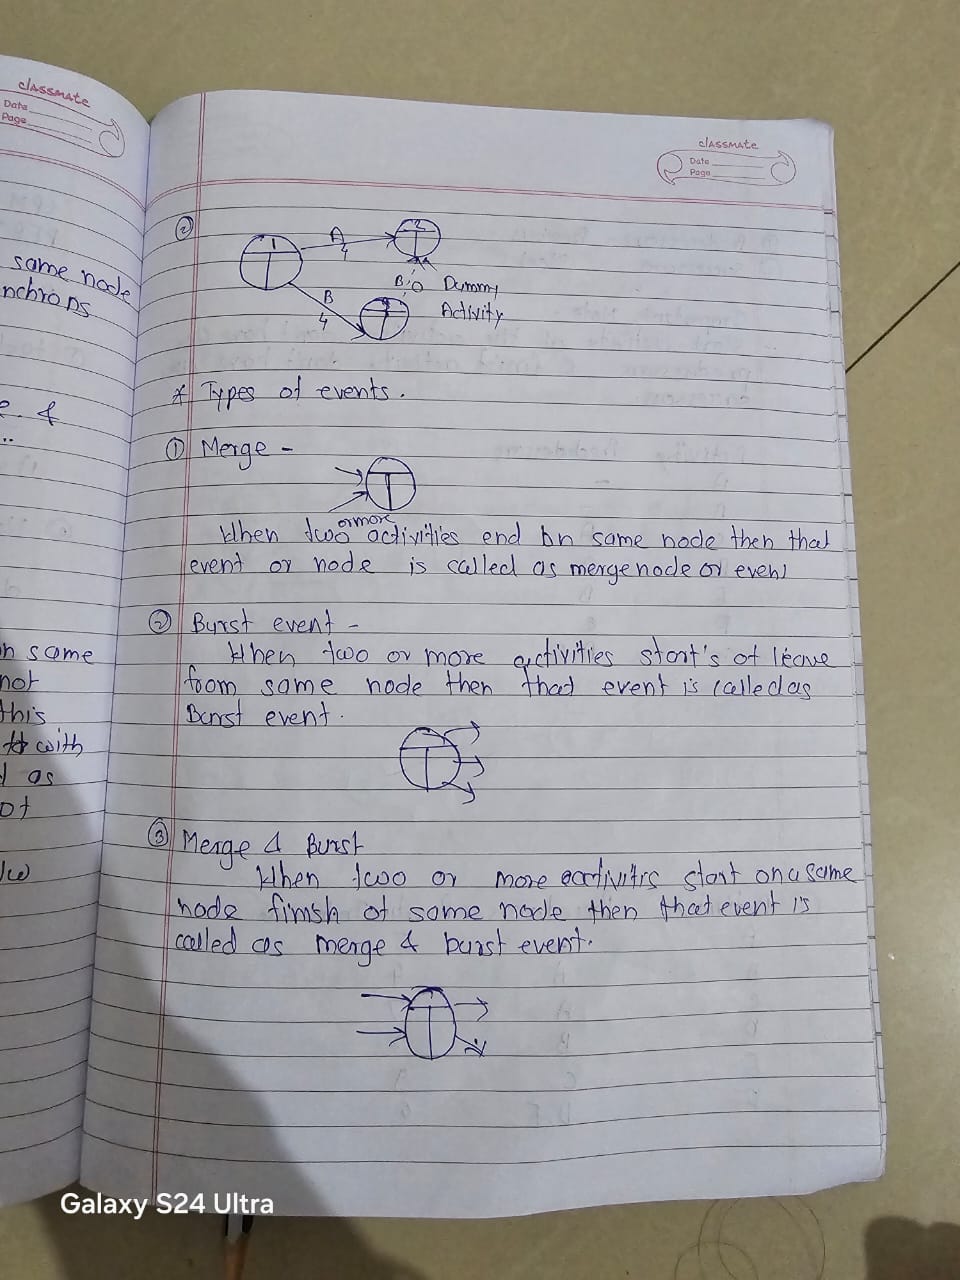 classmate
Date
Page
same node
nchrons
e. &
n same
not
this
with
d as
ot
classmate
Date
Page
②
1
A
4
2
B
4
3
0
Dummy
Activity
* Types of events.
① Merge -
or more
When two activities end on same node then that
event or node is called as merge node or event
② Burst event -
When two or more activities start's of leave
from same node then that event is called as
Burst event.
③ Merge & Burst
When two or more acctivitis start on a same
node finish of same node then that event is
called as merge & burst event.
Galaxy S24 Ultra